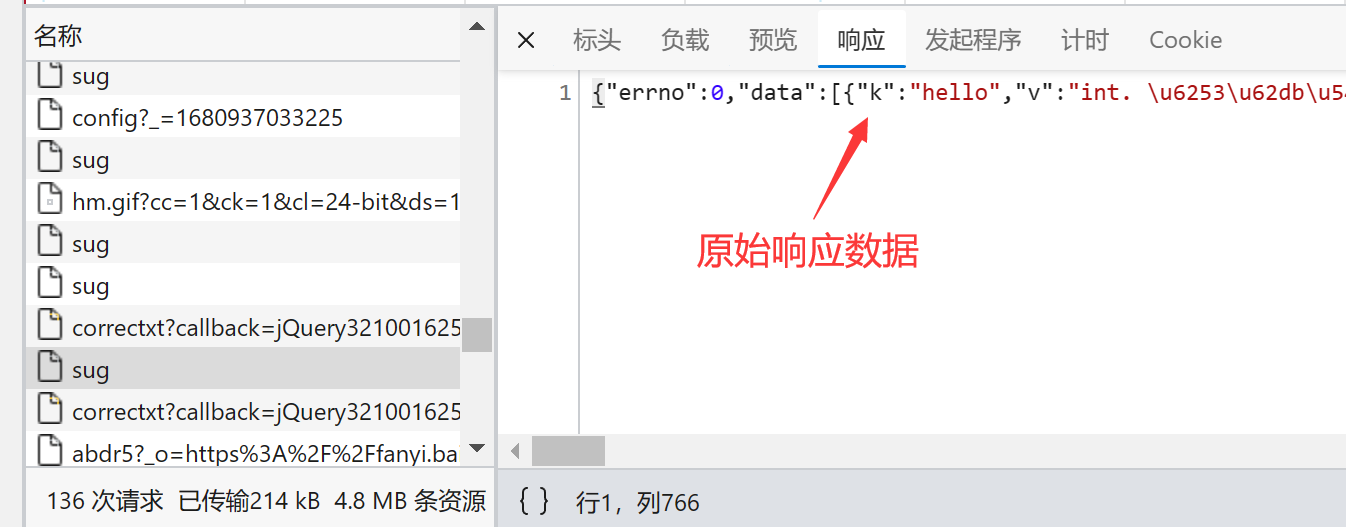 名称
sug
config?_=1680937033225
sug
hm.gif?cc=1&ck=1&cl=24-bit&ds=1
sug
sug
correctxt?callback=jQuery321001625
sug
correctxt?callback=jQuery321001625
abdr5?_o=https%3A%2F%2Ffanyi.ba
136 次请求 已传输214 kB 4.8 MB 条资源
× 标头 负载 预览 响应 发起程序 计时 Cookie
1 {"errno":0,"data":[{"k":"hello","v":"int. \u6253\u62db\u54
原始响应数据
{ } 行1，列766